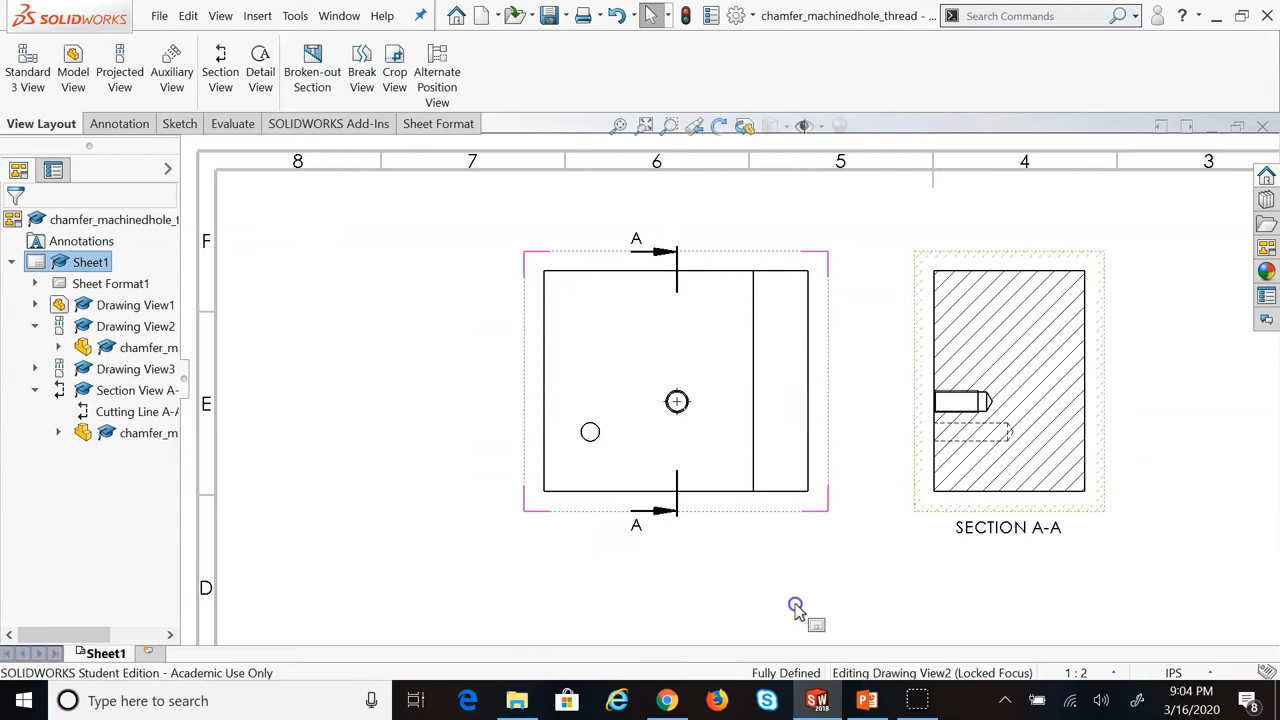 SOLIDWORKS
File Edit View Insert Tools Window Help
chamfer_machinedhole_thread - ...
Search Commands
Standard 3 View
Model View
Projected View
Auxiliary View
Section View
Detail View
Broken-out Section
Break View
Crop View
Alternate Position View
View Layout Annotation Sketch Evaluate SOLIDWORKS Add-Ins Sheet Format
8 7 6 5 4 3
F
E
D
chamfer_machinedhole_t
Annotations
Sheet1
Sheet Format1
Drawing View1
Drawing View2
chamfer_m
Drawing View3
Section View A-
Cutting Line A-A
chamfer_m
A
A
SECTION A-A
Sheet1
SOLIDWORKS Student Edition - Academic Use Only
Fully Defined
Editing Drawing View2 (Locked Focus)
1 : 2
IPS
Type here to search
SW
2018
9:04 PM
3/16/2020
8